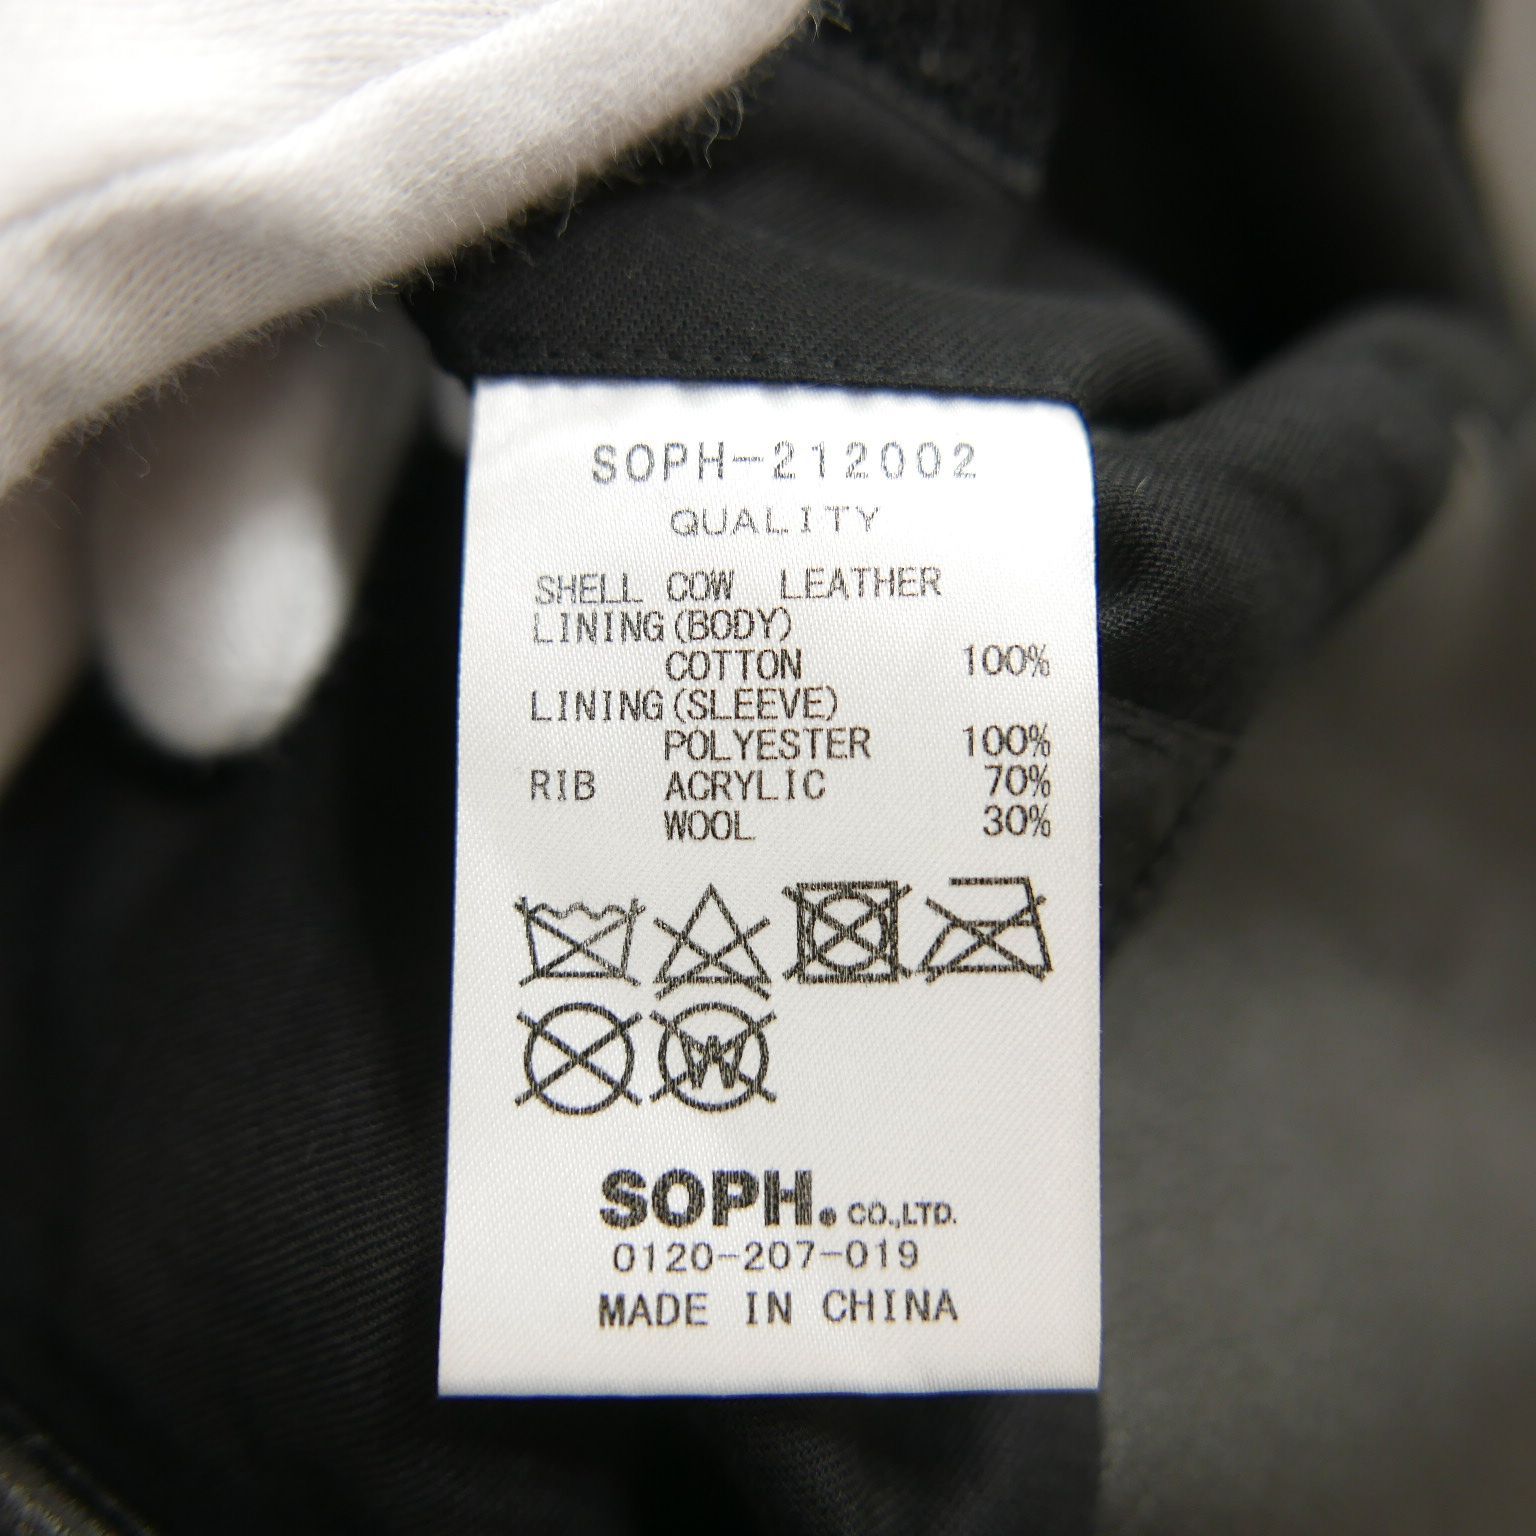 SOPH-212002
QUALITY
SHELL COW LEATHER
LINING(BODY)
COTTON 100%
LINING(SLEEVE)
POLYESTER 100%
RIB ACRYLIC 70%
WOOL 30%
W
SOPH.® CO.,LTD.
0120-207-019
MADE IN CHINA